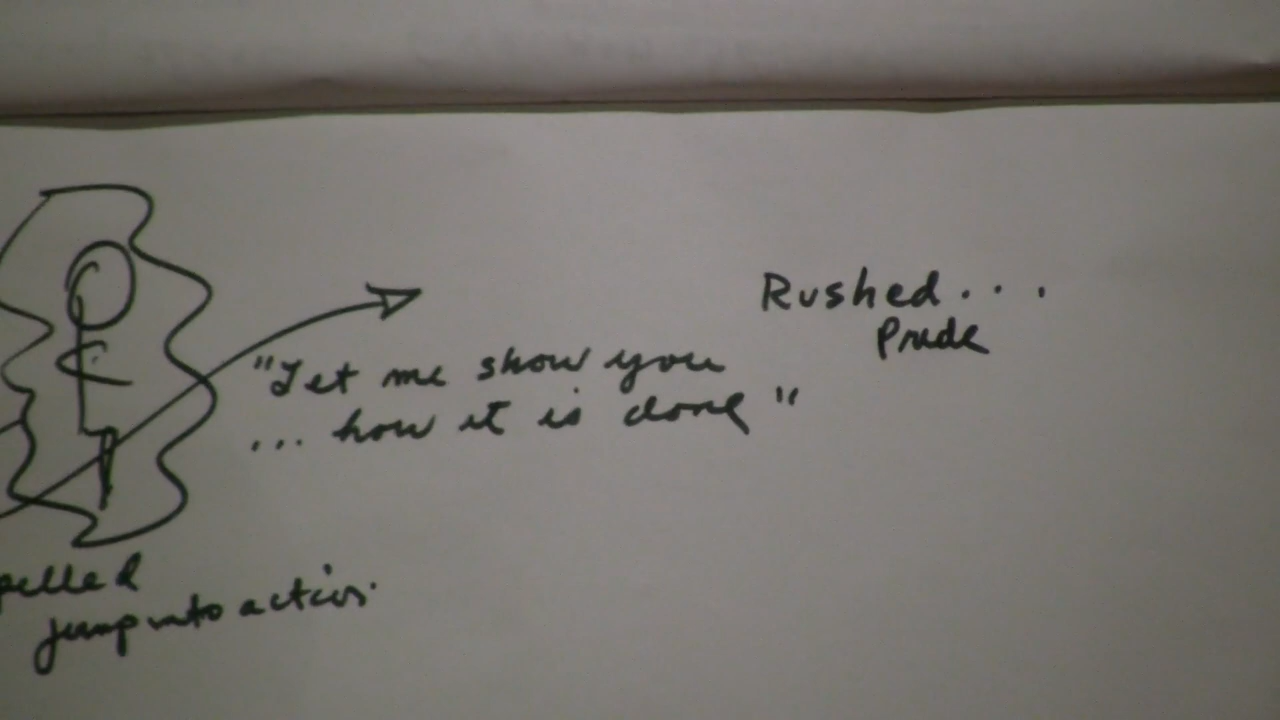 Rushed...
Pride
"Let me show you
... how it is done"
pelled
jump into action.